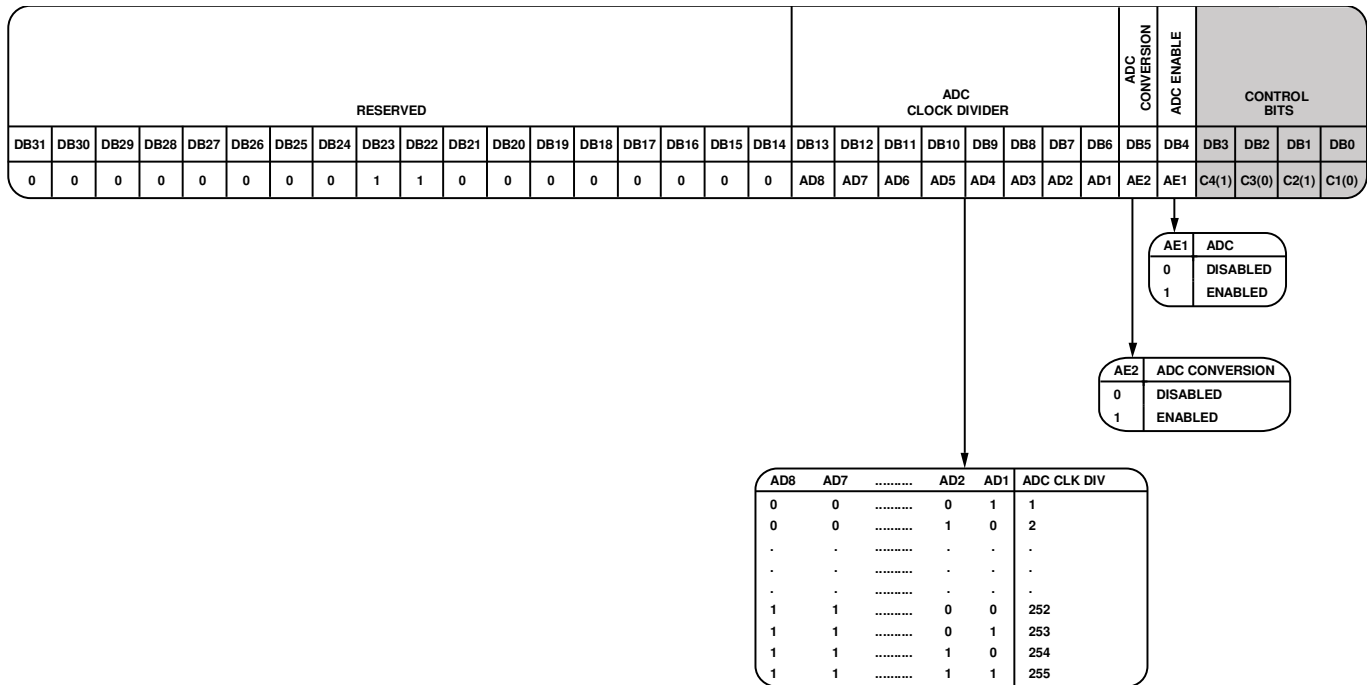 RESERVED
ADC
CLOCK DIVIDER
ADC
CONVERSION
ADC ENABLE
CONTROL
BITS
DB31 DB30 DB29 DB28 DB27 DB26 DB25 DB24 DB23 DB22 DB21 DB20 DB19 DB18 DB17 DB16 DB15 DB14 DB13 DB12 DB11 DB10 DB9 DB8 DB7 DB6 DB5 DB4 DB3 DB2 DB1 DB0
0 0 0 0 0 0 0 0 1 1 0 0 0 0 0 0 0 0 AD8 AD7 AD6 AD5 AD4 AD3 AD2 AD1 AE2 AE1 C4(1) C3(0) C2(1) C1(0)
AE1 ADC
0 DISABLED
1 ENABLED
AE2 ADC CONVERSION
0 DISABLED
1 ENABLED
AD8 AD7 .......... AD2 AD1 ADC CLK DIV
0 0 .......... 0 1 1
0 0 .......... 1 0 2
. . .......... . . .
. . .......... . . .
. . .......... . . .
1 1 .......... 0 0 252
1 1 .......... 0 1 253
1 1 .......... 1 0 254
1 1 .......... 1 1 255